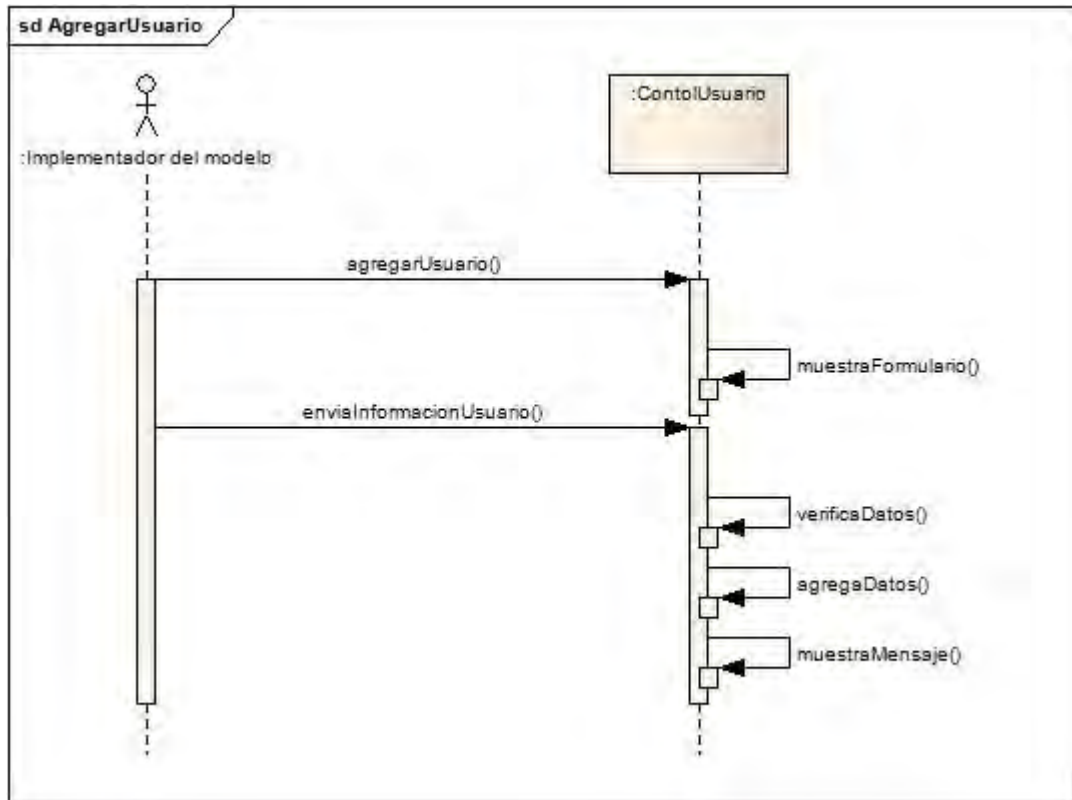 sd AgregarUsuario
:ContolUsuario
:Implementador del modelo
agregarUsuario()
muestraFormulario()
enviaInformacionUsuario()
verificaDatos()
agregaDatos()
muestraMensaje()